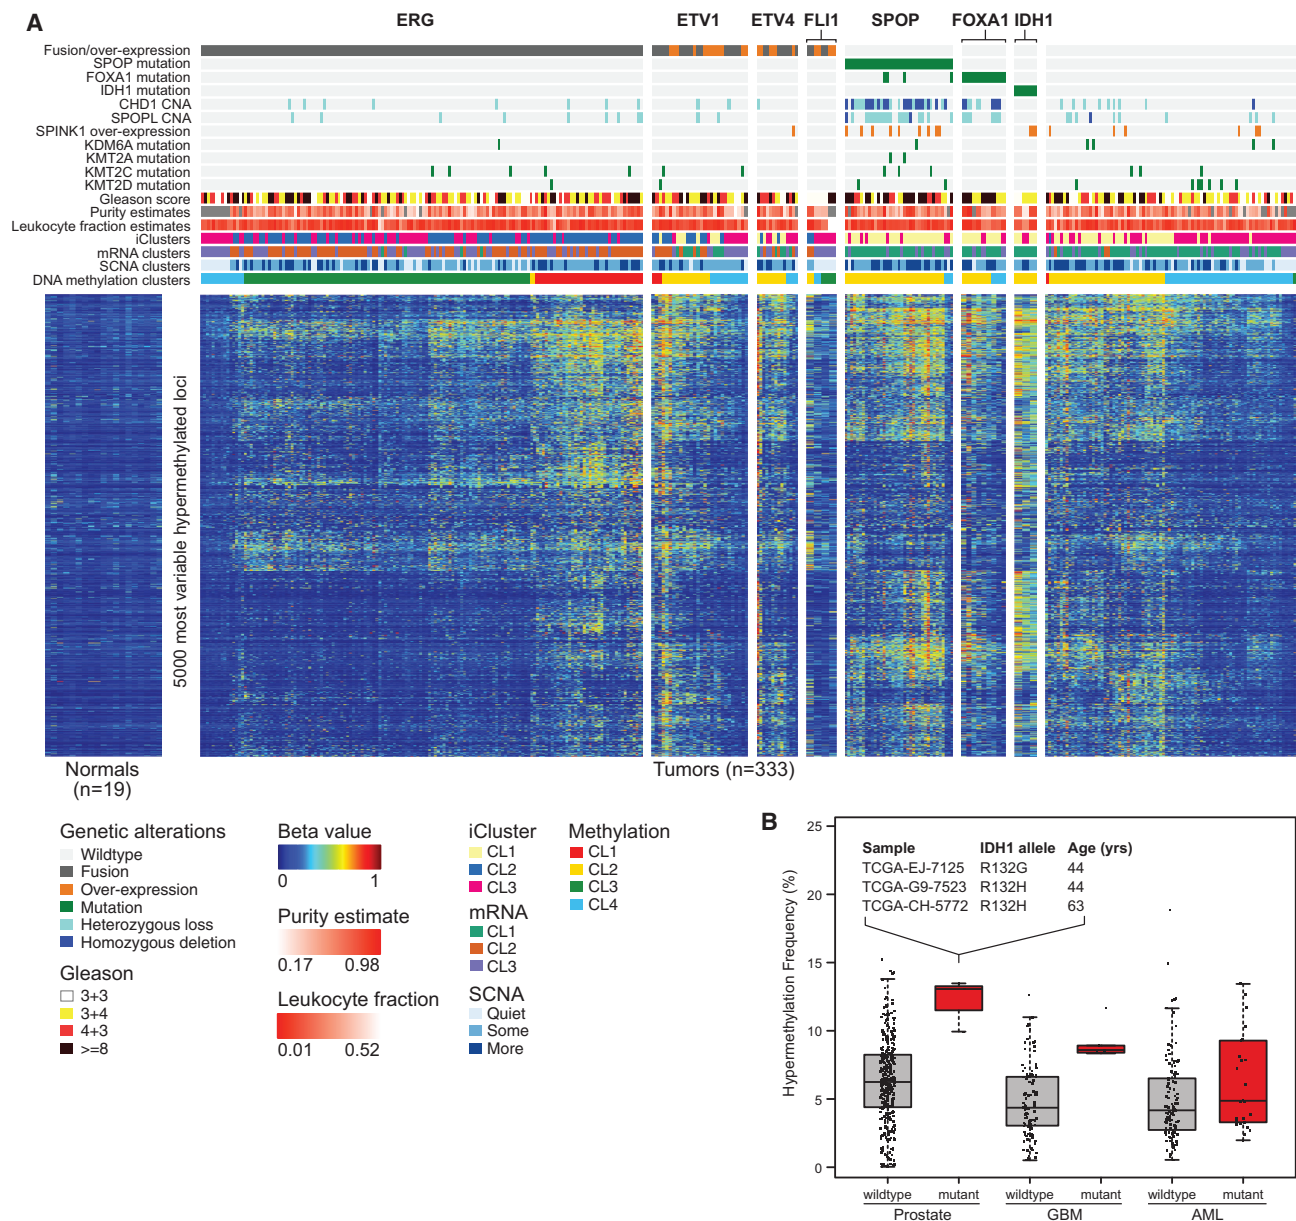 A
ERG ETV1 ETV4 FLI1 SPOP FOXA1 IDH1
Fusion/over-expression
SPOP mutation
FOXA1 mutation
IDH1 mutation
CHD1 CNA
SPOPL CNA
SPINK1 over-expression
KDM6A mutation
KMT2A mutation
KMT2C mutation
KMT2D mutation
Gleason score
Purity estimates
Leukocyte fraction estimates
iClusters
mRNA clusters
SCNA clusters
DNA methylation clusters
5000 most variable hypermethylated loci
Normals
(n=19)
Tumors (n=333)
Genetic alterations
Wildtype
Fusion
Over-expression
Mutation
Heterozygous loss
Homozygous deletion
Gleason
3+3
3+4
4+3
>=8
Beta value
0 1
Purity estimate
0.17 0.98
Leukocyte fraction
0.01 0.52
iCluster
CL1
CL2
CL3
mRNA
CL1
CL2
CL3
SCNA
Quiet
Some
More
Methylation
CL1
CL2
CL3
CL4
B
Hypermethylation Frequency (%)
25
20
15
10
5
0
Sample IDH1 allele Age (yrs)
TCGA-EJ-7125 R132G 44
TCGA-G9-7523 R132H 44
TCGA-CH-5772 R132H 63
wildtype mutant wildtype mutant wildtype mutant
Prostate GBM AML